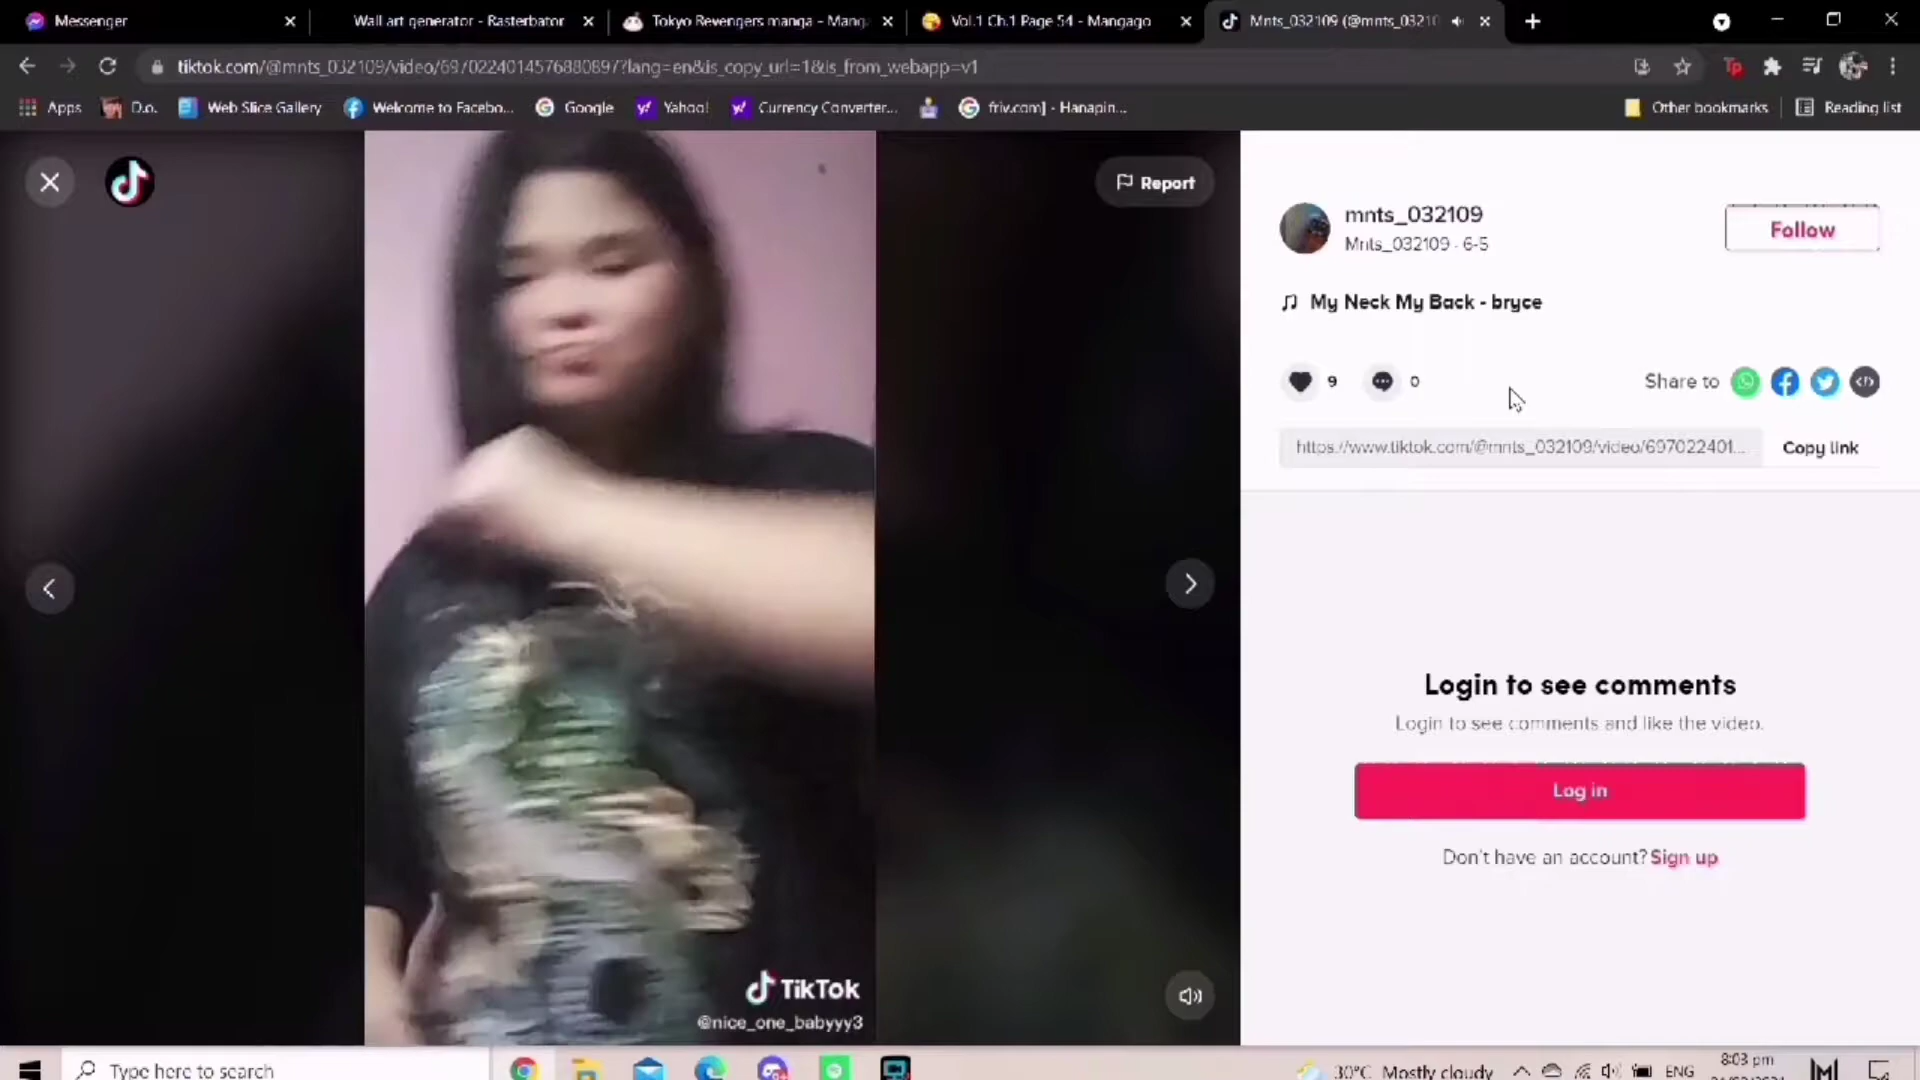 Messenger
Wall art generator - Rasterbator
Tokyo Revengers manga - Mang
Vol.1 Ch.1 Page 54 - Mangago
Mnts_032109 (@mnts_03210
tiktok.com/@mnts_032109/video/6970224014576880897?lang=en&is_copy_url=1&is_from_webapp=v1
Apps
D.o.
Web Slice Gallery
Welcome to Facebo...
Google
Yahoo!
Currency Converter...
friv.com] - Hanapin...
Other bookmarks
Reading list
Report
mnts_032109
Mnts_032109 · 6-5
Follow
My Neck My Back - bryce
9
0
Share to
https://www.tiktok.com/@mnts_032109/video/697022401...
Copy link
Login to see comments
Login to see comments and like the video.
Log in
Don't have an account? Sign up
TikTok
@nice_one_babyyy3
Type here to search
30°C Mostly cloudy
ENG
8:03 pm